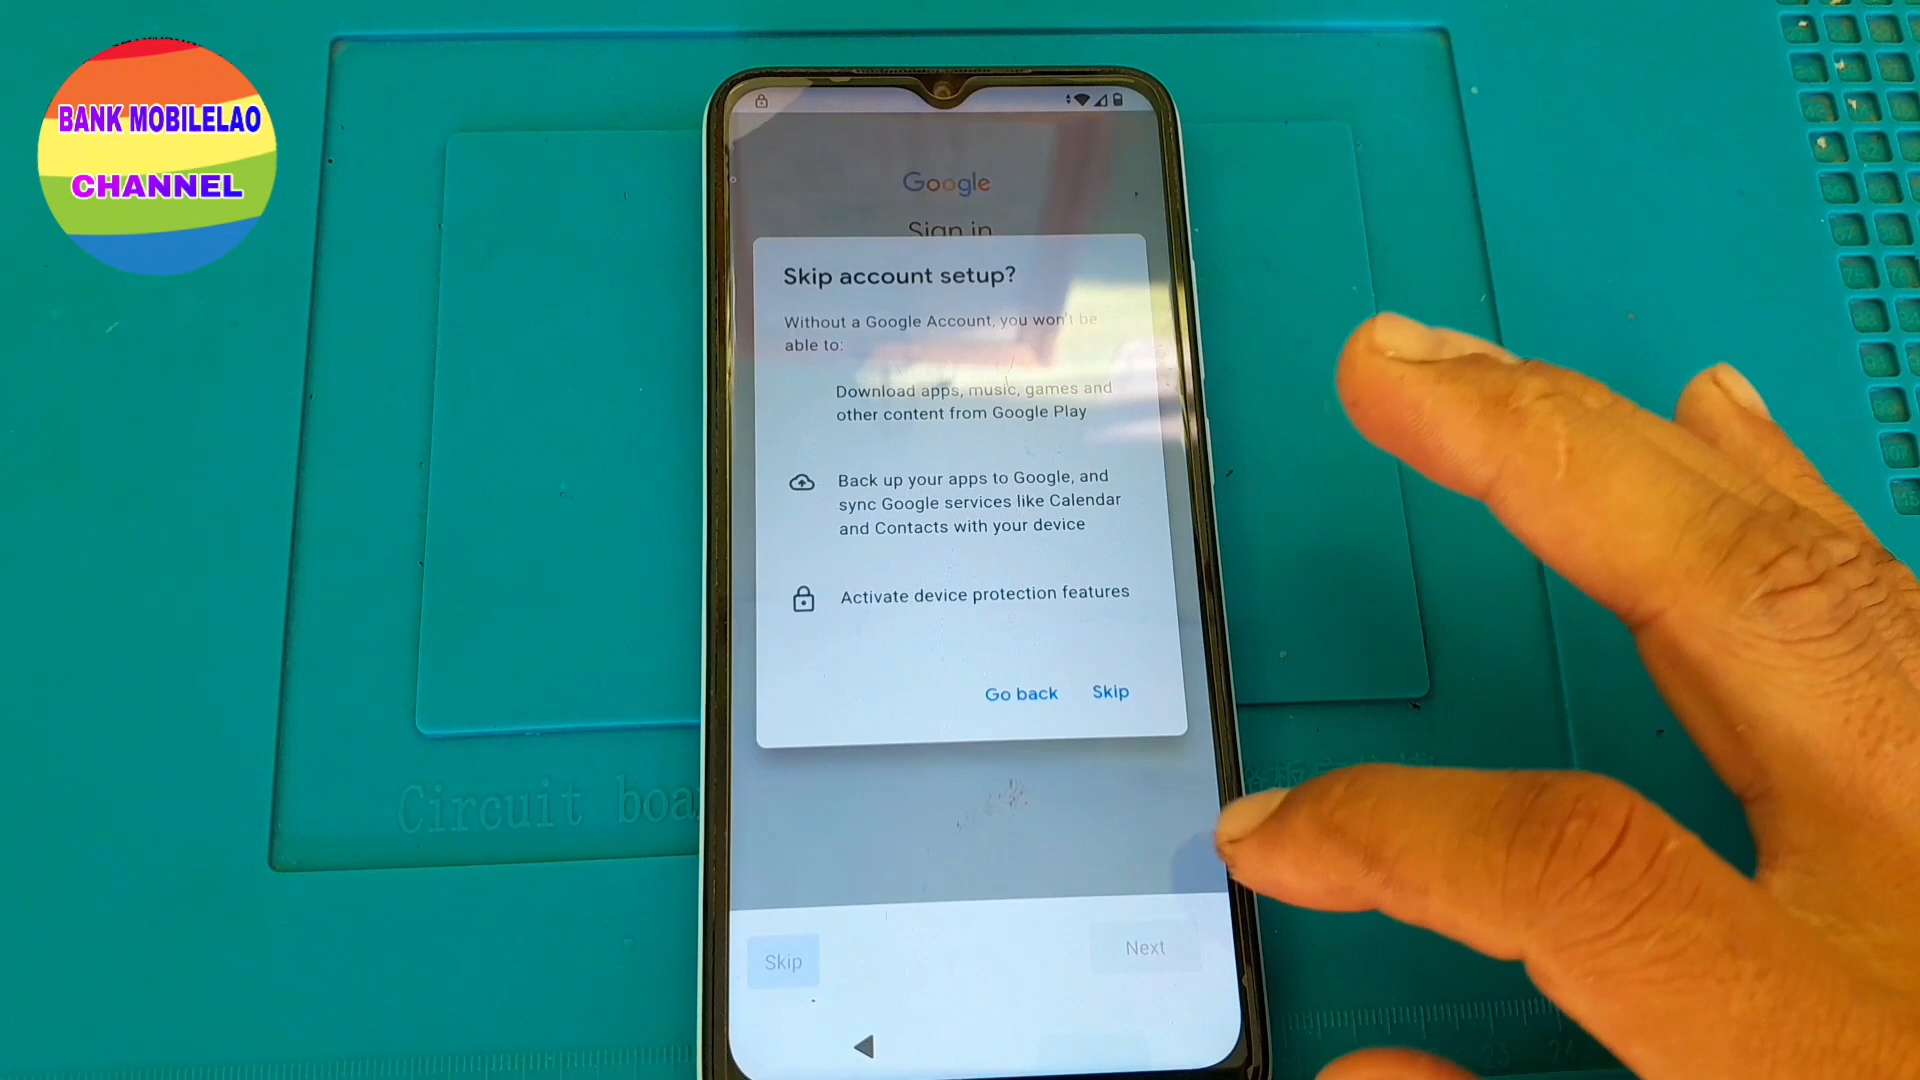 BANK MOBILELAO
CHANNEL
Google
Sign in
Skip account setup?
Without a Google Account, you won't be
able to:
Download apps, music, games and
other content from Google Play
Back up your apps to Google, and
sync Google services like Calendar
and Contacts with your device
Activate device protection features
Go back Skip
Circuit boa
Skip Next